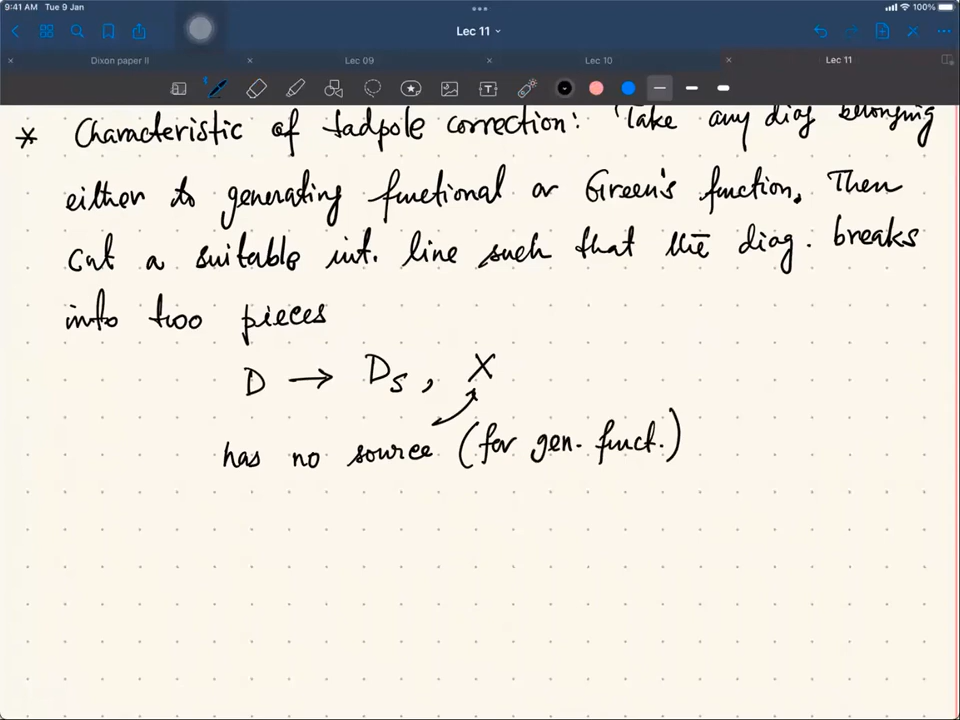 9:41 AM Tue 9 Jan
100%
Lec 11
Dixon paper II
Lec 09
Lec 10
Lec 11
* Characteristic of tadpole correction: Take any diag belonging
either to generating functional or Green's function. Then
cut a suitable int. line such that the diag. breaks
into two pieces
D → D_S, X
has no source (for gen. funct.)